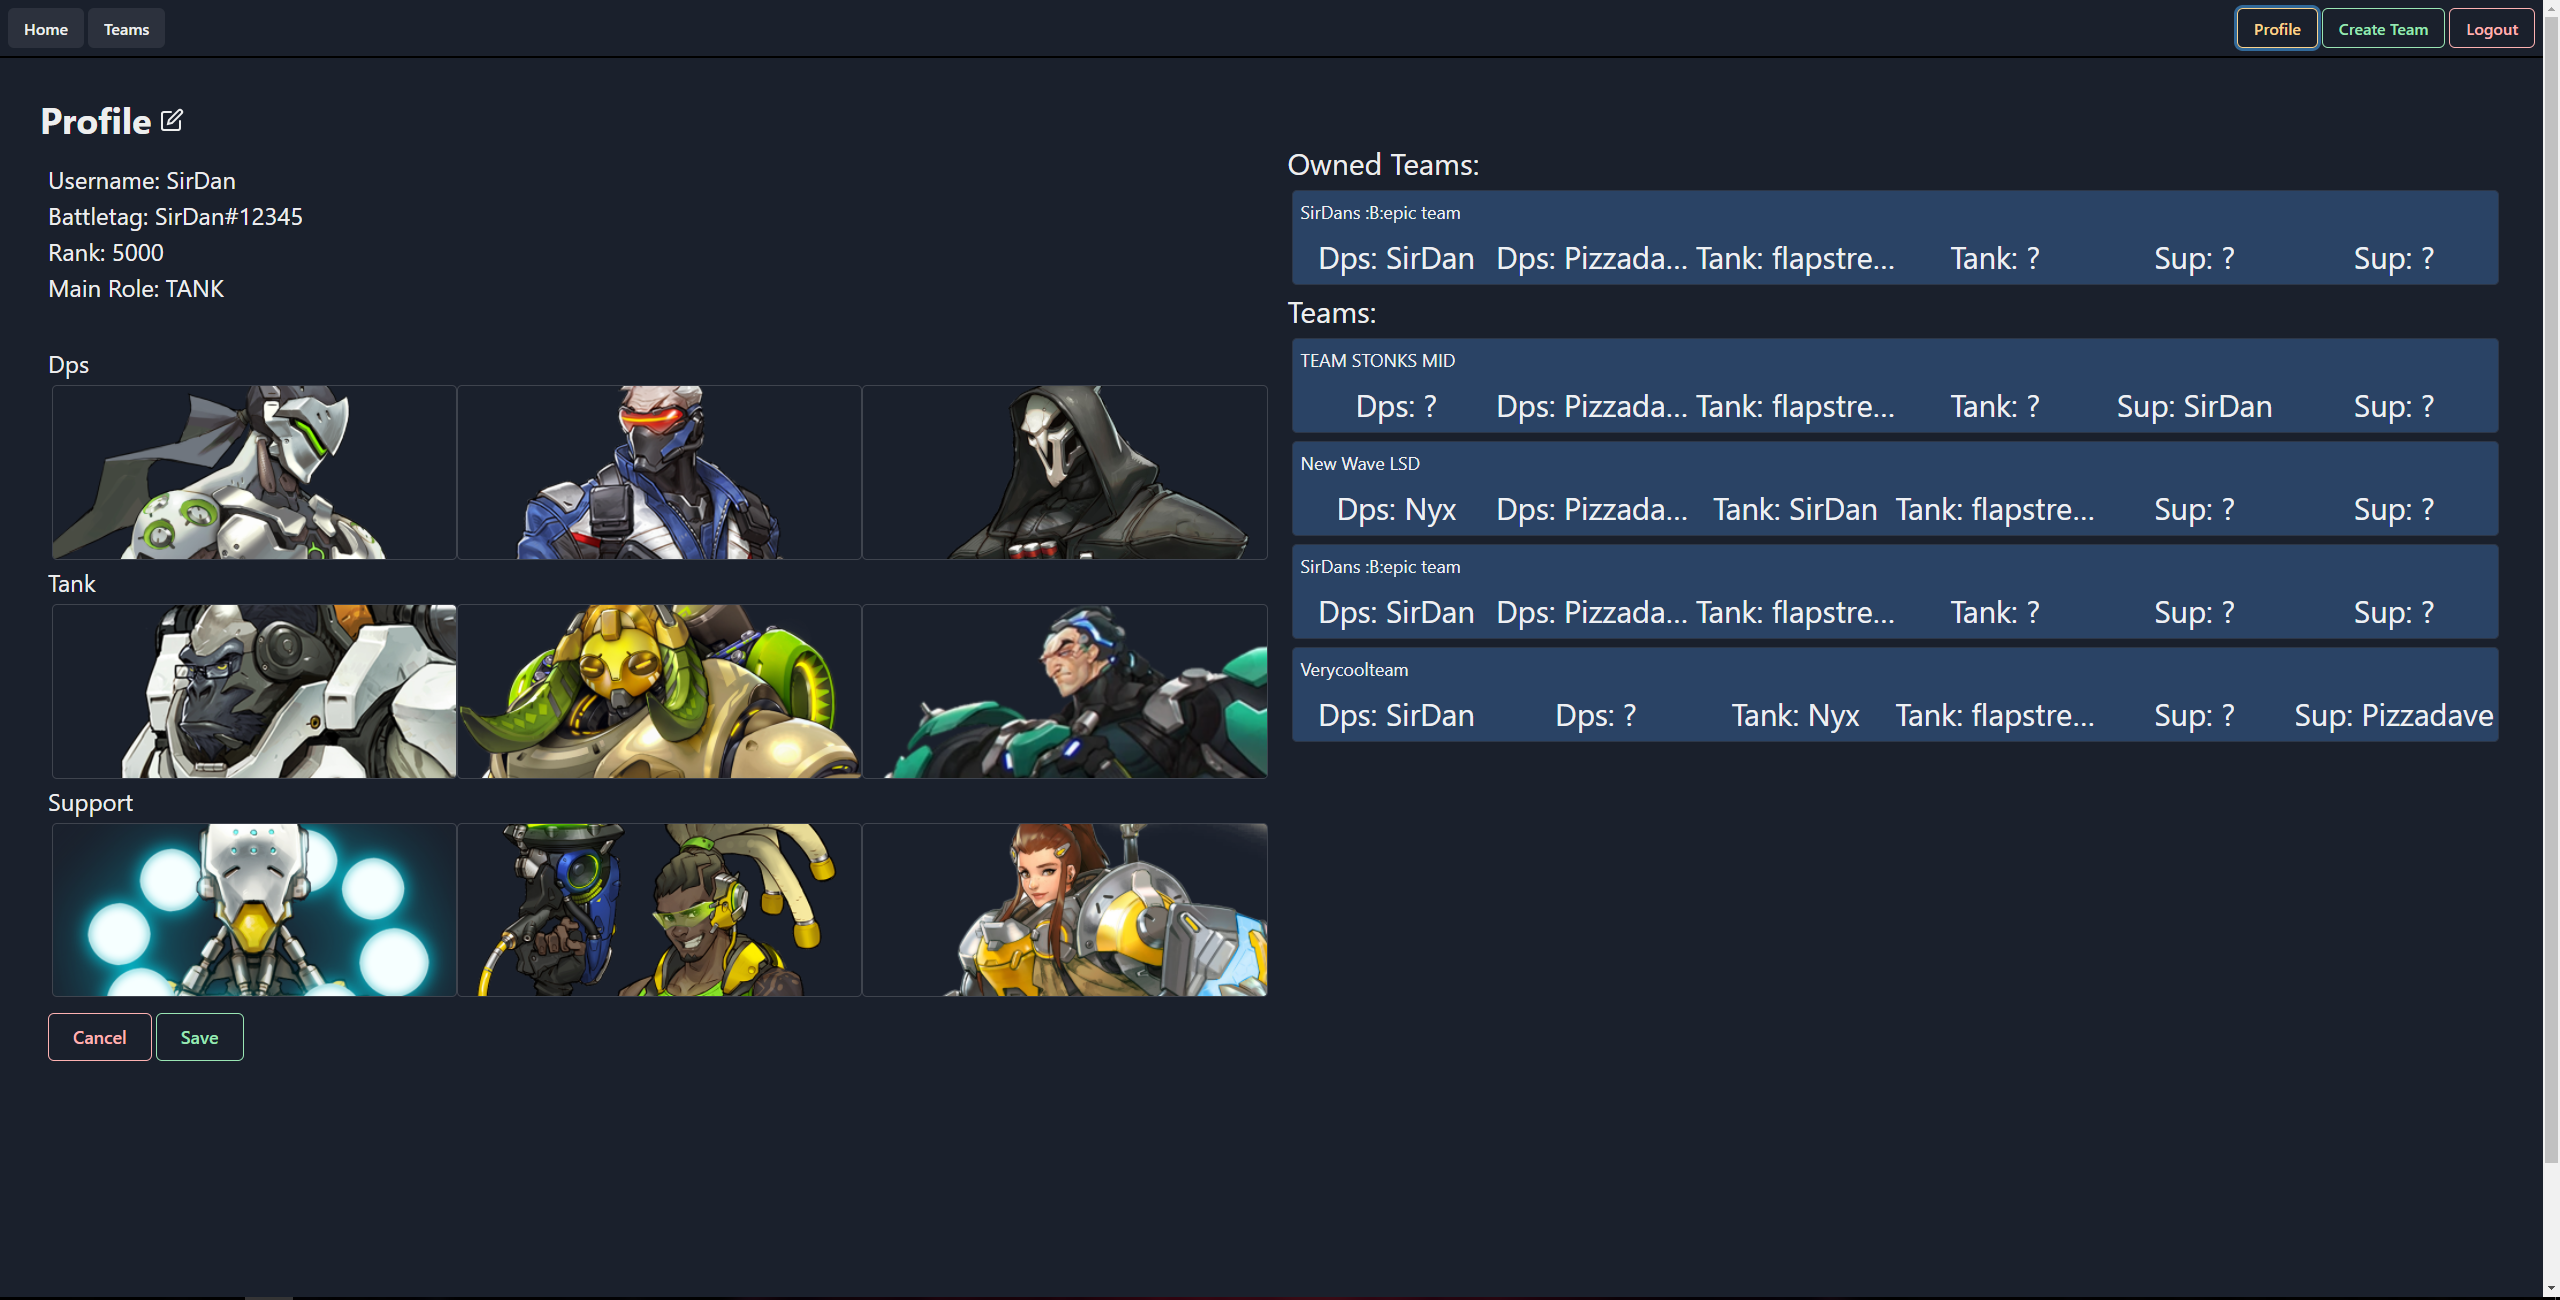 Home Teams Profile Create Team Logout
Profile
Username: SirDan
Battletag: SirDan#12345
Rank: 5000
Main Role: TANK
Dps
Tank
Support
Cancel Save
Owned Teams:
SirDans :B:epic team
Dps: SirDan Dps: Pizzada... Tank: flapstre... Tank: ? Sup: ? Sup: ?
Teams:
TEAM STONKS MID
Dps: ? Dps: Pizzada... Tank: flapstre... Tank: ? Sup: SirDan Sup: ?
New Wave LSD
Dps: Nyx Dps: Pizzada... Tank: SirDan Tank: flapstre... Sup: ? Sup: ?
SirDans :B:epic team
Dps: SirDan Dps: Pizzada... Tank: flapstre... Tank: ? Sup: ? Sup: ?
Verycoolteam
Dps: SirDan Dps: ? Tank: Nyx Tank: flapstre... Sup: ? Sup: Pizzadave